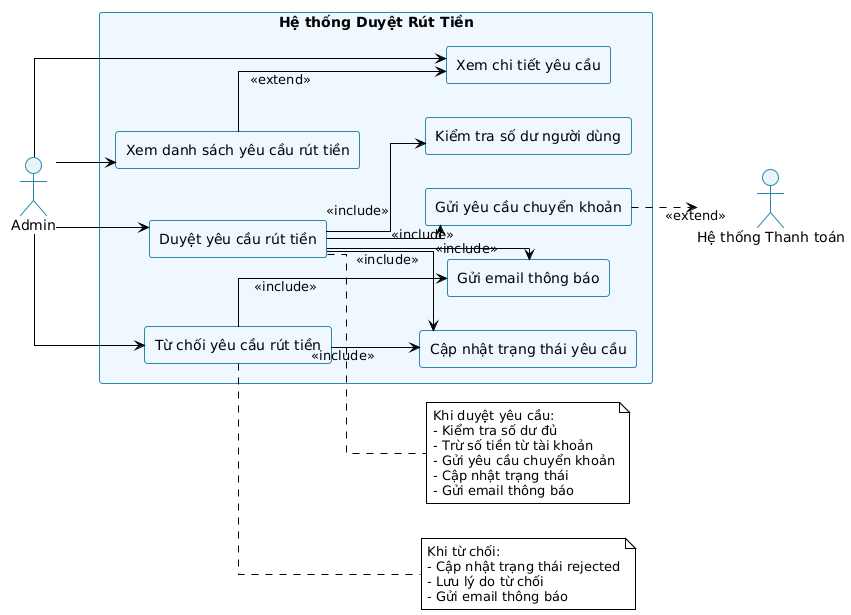 Hệ thống Duyệt Rút Tiền
Xem chi tiết yêu cầu
«extend»
Kiểm tra số dư người dùng
Xem danh sách yêu cầu rút tiền
Admin
«include»
Gửi yêu cầu chuyển khoản
«extend»
Hệ thống Thanh toán
Duyệt yêu cầu rút tiền
«include»
«include»
«include»
Gửi email thông báo
«include»
Từ chối yêu cầu rút tiền
«include»
Cập nhật trạng thái yêu cầu
Khi duyệt yêu cầu:
- Kiểm tra số dư đủ
- Trừ số tiền từ tài khoản
- Gửi yêu cầu chuyển khoản
- Cập nhật trạng thái
- Gửi email thông báo
Khi từ chối:
- Cập nhật trạng thái rejected
- Lưu lý do từ chối
- Gửi email thông báo